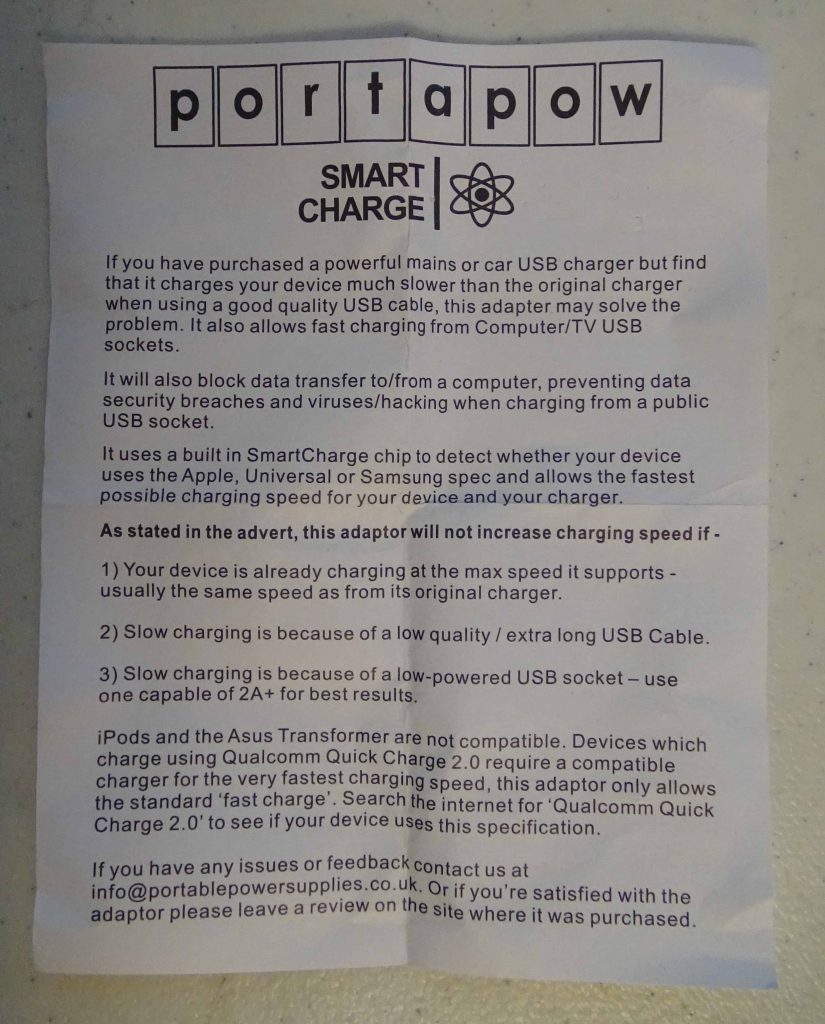 portapow
SMART
CHARGE
If you have purchased a powerful mains or car USB charger but find
that it charges your device much slower than the original charger
when using a good quality USB cable, this adapter may solve the
problem. It also allows fast charging from Computer/TV USB
sockets.
It will also block data transfer to/from a computer, preventing data
security breaches and viruses/hacking when charging from a public
USB socket.
It uses a built in SmartCharge chip to detect whether your device
uses the Apple, Universal or Samsung spec and allows the fastest
possible charging speed for your device and your charger.
As stated in the advert, this adaptor will not increase charging speed if -
1) Your device is already charging at the max speed it supports -
usually the same speed as from its original charger.
2) Slow charging is because of a low quality / extra long USB Cable.
3) Slow charging is because of a low-powered USB socket – use
one capable of 2A+ for best results.
iPods and the Asus Transformer are not compatible. Devices which
charge using Qualcomm Quick Charge 2.0 require a compatible
charger for the very fastest charging speed, this adaptor only allows
the standard ‘fast charge’. Search the internet for ‘Qualcomm Quick
Charge 2.0’ to see if your device uses this specification.
If you have any issues or feedback contact us at
info@portablepowersupplies.co.uk. Or if you’re satisfied with the
adaptor please leave a review on the site where it was purchased.